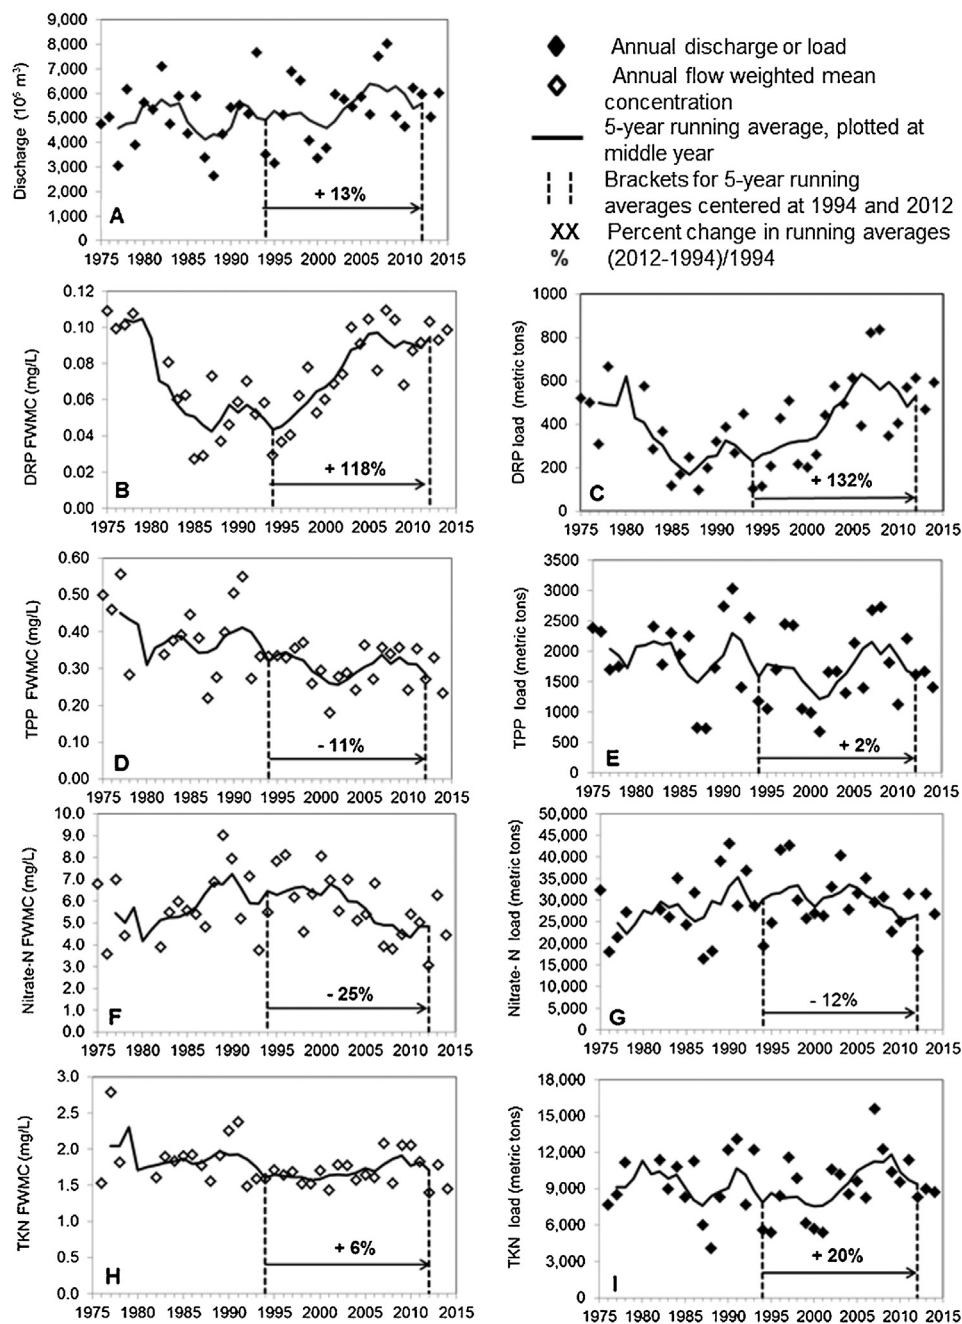 9,000
8,000
7,000
6,000
5,000
4,000
3,000
2,000
1,000
0
Discharge (10⁶ m³)
A
+ 13%
1975 1980 1985 1990 1995 2000 2005 2010 2015
Annual discharge or load
Annual flow weighted mean
concentration
5-year running average, plotted at
middle year
Brackets for 5-year running
averages centered at 1994 and 2012
XX Percent change in running averages
% (2012-1994)/1994
0.12
0.10
0.08
0.06
0.04
0.02
0.00
DRP FWMC (mg/L)
B
+ 118%
1975 1980 1985 1990 1995 2000 2005 2010 2015
1000
800
600
400
200
0
DRP load (metric tons)
C
+ 132%
1975 1980 1985 1990 1995 2000 2005 2010 2015
0.60
0.50
0.40
0.30
0.20
0.10
0.00
TPP FWMC (mg/L)
D
- 11%
1975 1980 1985 1990 1995 2000 2005 2010 2015
3500
3000
2500
2000
1500
1000
500
0
TPP load (metric tons)
E
+ 2%
1975 1980 1985 1990 1995 2000 2005 2010 2015
10.0
9.0
8.0
7.0
6.0
5.0
4.0
3.0
2.0
1.0
0.0
Nitrate-N FWMC (mg/L)
F
- 25%
1975 1980 1985 1990 1995 2000 2005 2010 2015
50,000
45,000
40,000
35,000
30,000
25,000
20,000
15,000
10,000
5,000
0
Nitrate- N load (metric tons)
G
- 12%
1975 1980 1985 1990 1995 2000 2005 2010 2015
3.0
2.5
2.0
1.5
1.0
0.5
0.0
TKN FWMC (mg/L)
H
+ 6%
1975 1980 1985 1990 1995 2000 2005 2010 2015
18,000
15,000
12,000
9,000
6,000
3,000
0
TKN load (metric tons)
I
+ 20%
1975 1980 1985 1990 1995 2000 2005 2010 2015